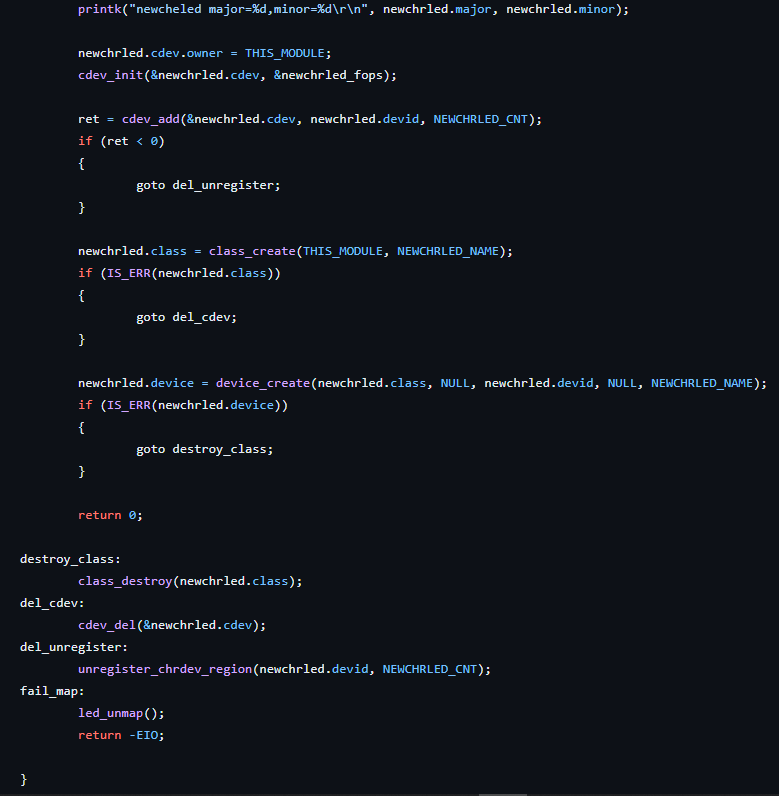 printk("newcheled major=%d,minor=%d\r\n", newchrled.major, newchrled.minor);
newchrled.cdev.owner = THIS_MODULE;
cdev_init(&newchrled.cdev, &newchrled_fops);
ret = cdev_add(&newchrled.cdev, newchrled.devid, NEWCHRLED_CNT);
if (ret < 0)
{
goto del_unregister;
}
newchrled.class = class_create(THIS_MODULE, NEWCHRLED_NAME);
if (IS_ERR(newchrled.class))
{
goto del_cdev;
}
newchrled.device = device_create(newchrled.class, NULL, newchrled.devid, NULL, NEWCHRLED_NAME);
if (IS_ERR(newchrled.device))
{
goto destroy_class;
}
return 0;
destroy_class:
class_destroy(newchrled.class);
del_cdev:
cdev_del(&newchrled.cdev);
del_unregister:
unregister_chrdev_region(newchrled.devid, NEWCHRLED_CNT);
fail_map:
led_unmap();
return -EIO;
}